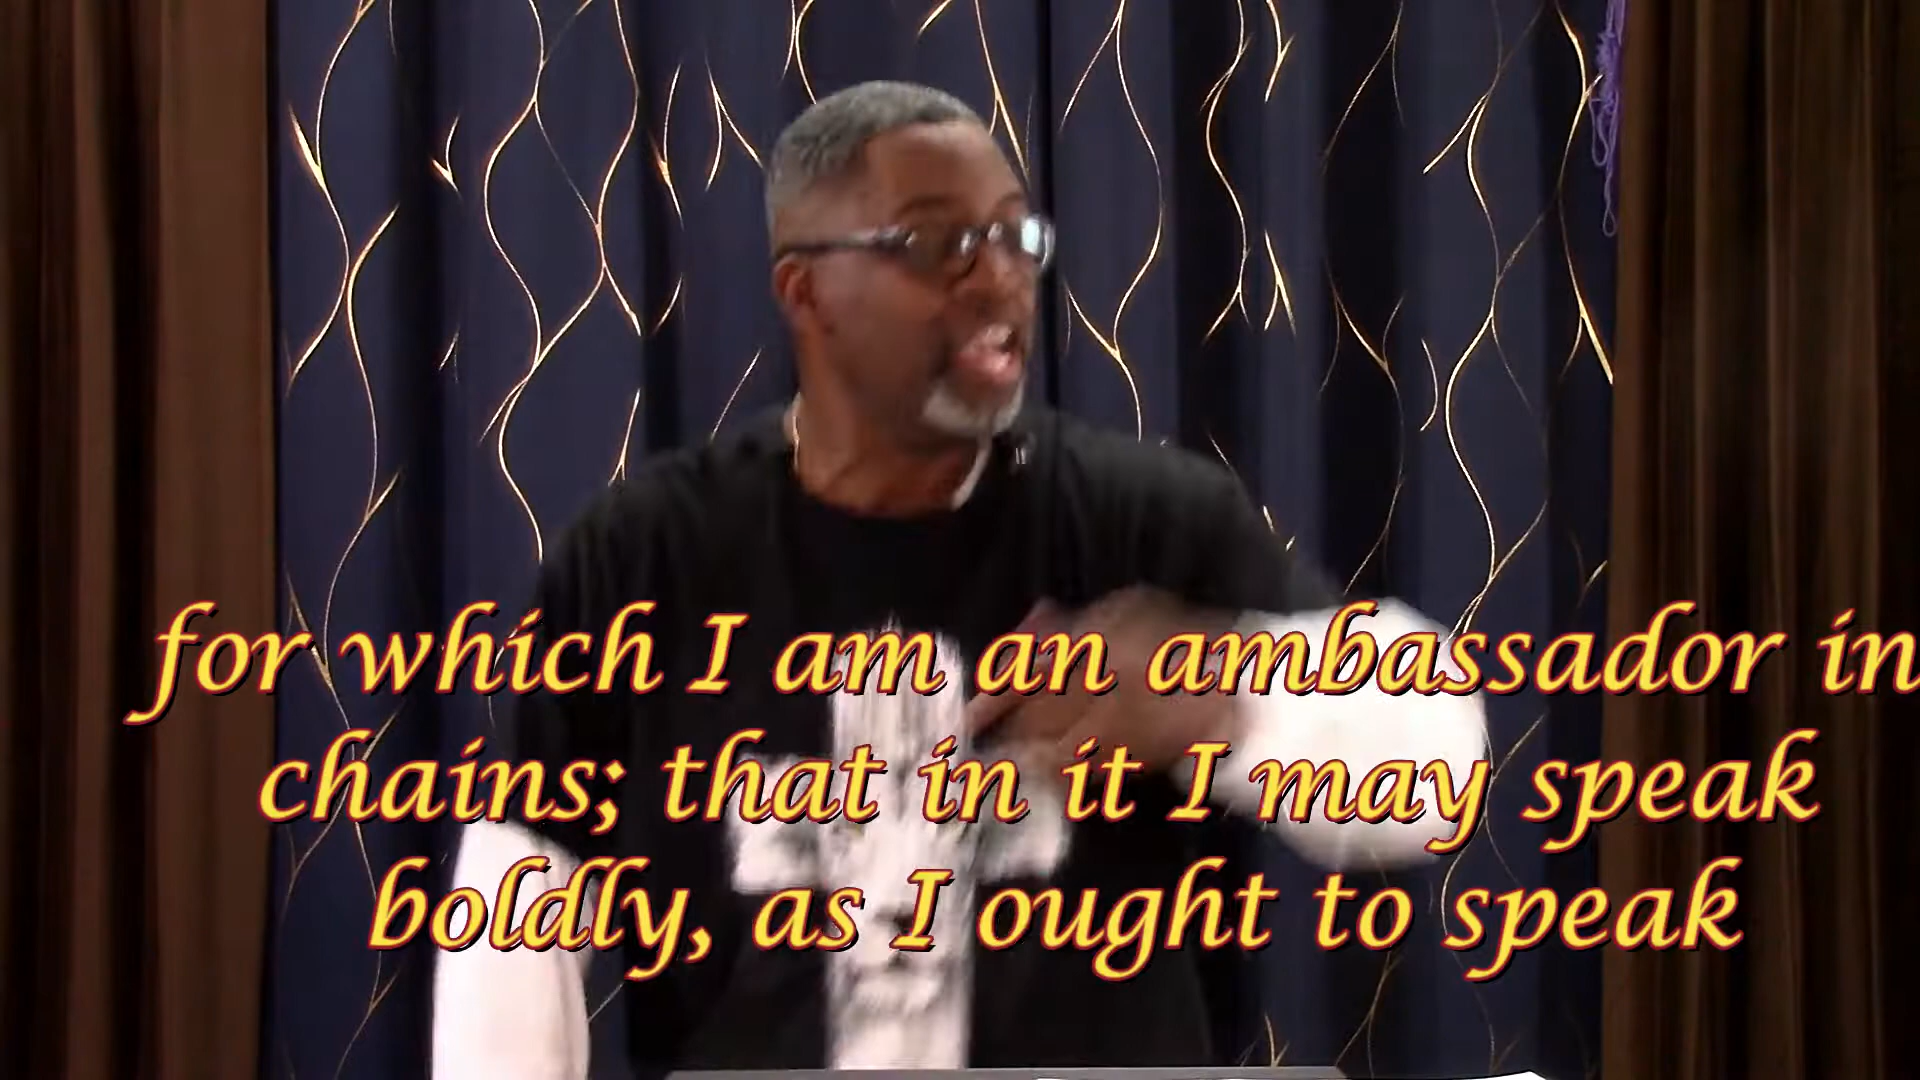 for which I am an ambassador in
chains; that in it I may speak
boldly, as I ought to speak